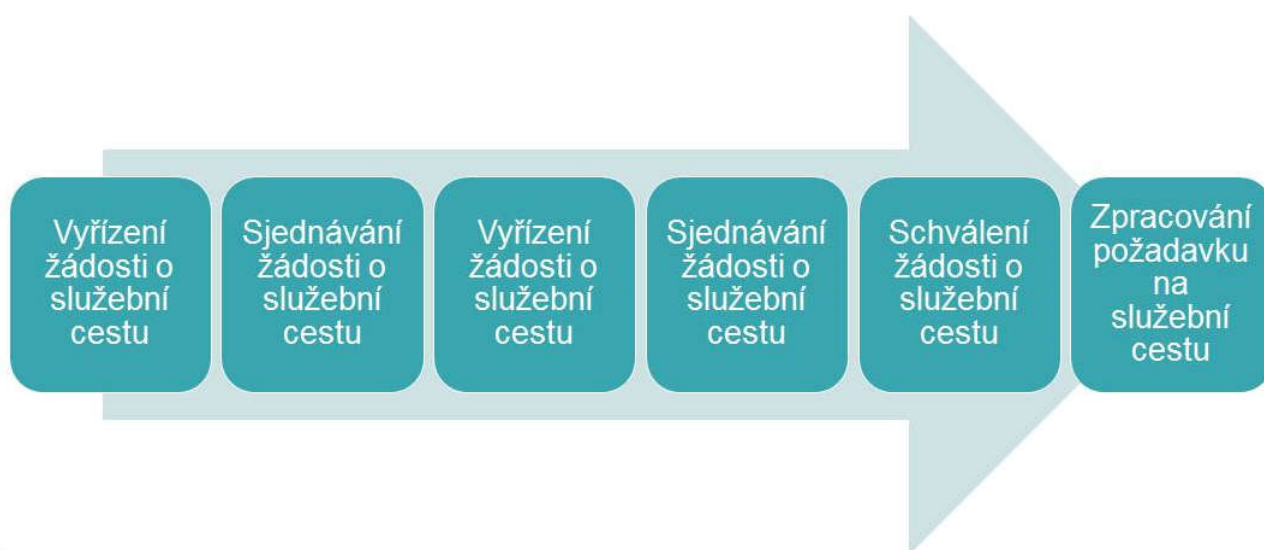 Vyřízení
žádosti o
služební
cestu
Sjednávání
žádosti o
služební
cestu
Vyřízení
žádosti o
služební
cestu
Sjednávání
žádosti o
služební
cestu
Schválení
žádosti o
služební
cestu
Zpracování
požadavku
na
služební
cestu